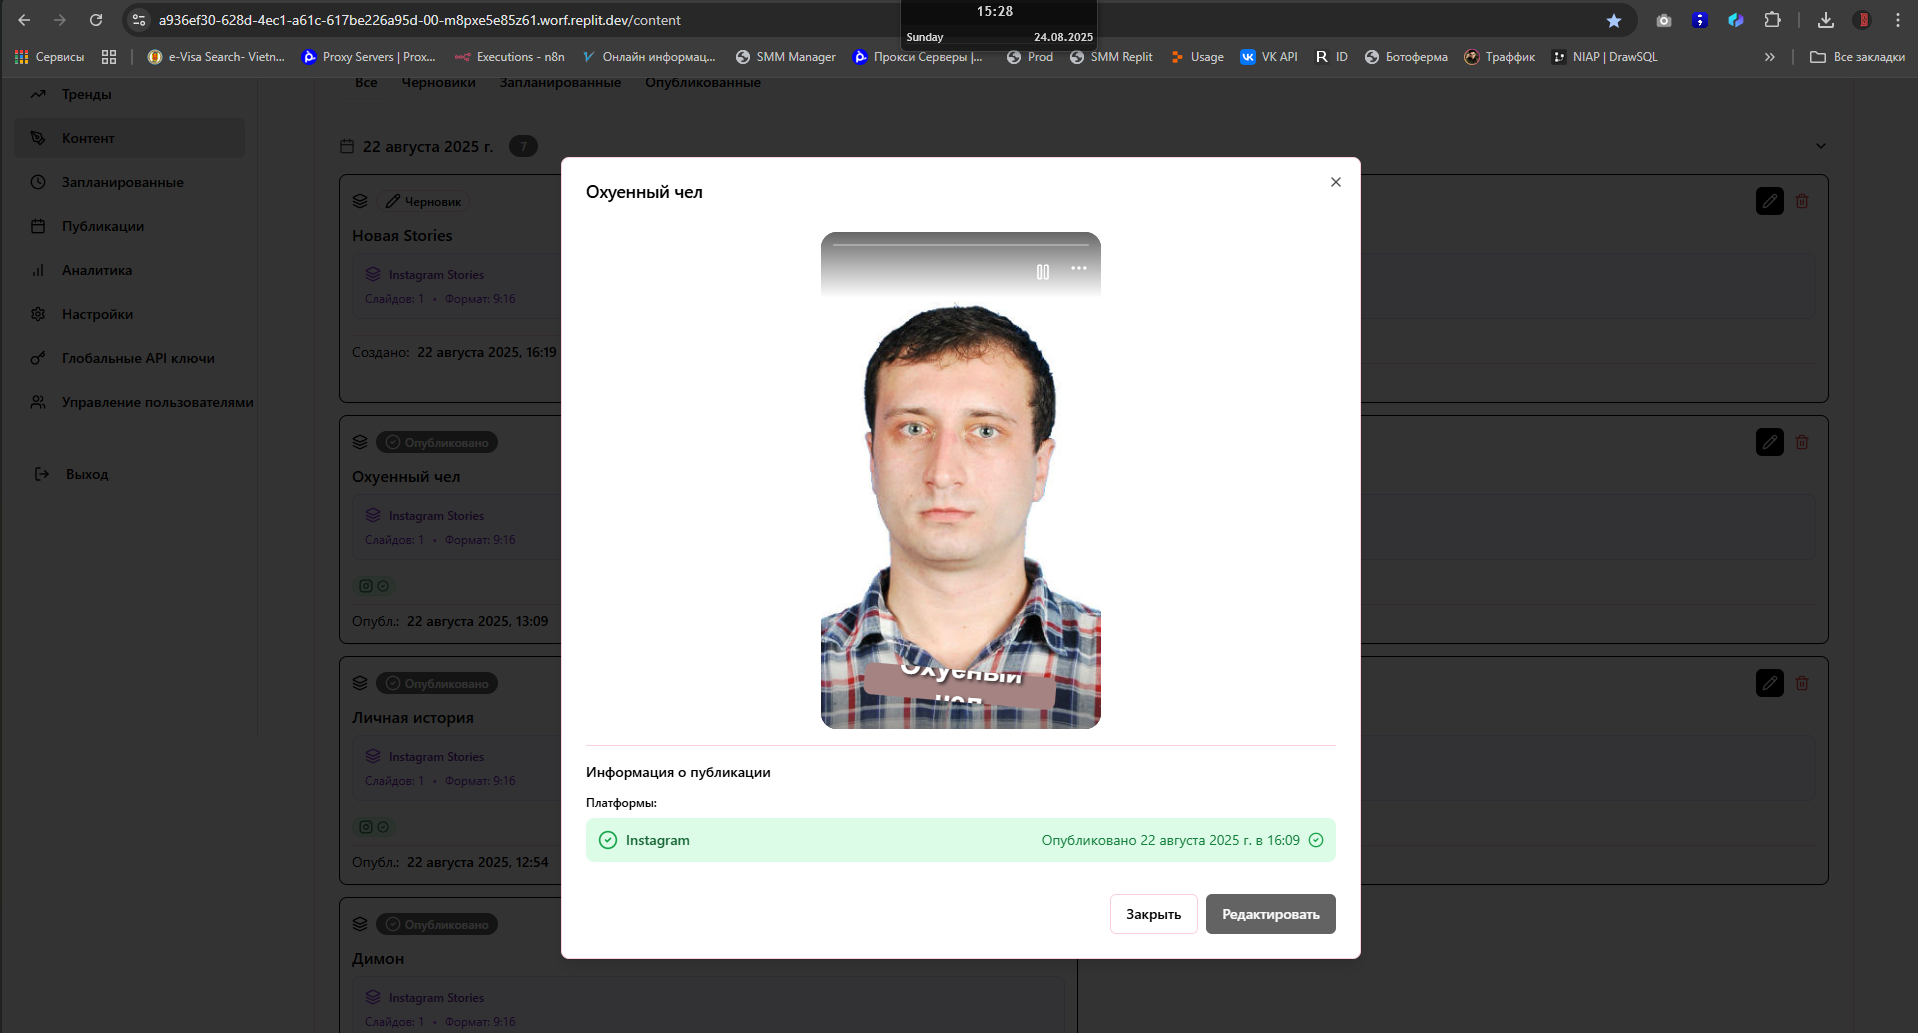 a936ef30-628d-4ec1-a61c-617be226a95d-00-m8pxe5e85z61.worf.replit.dev/content
15:28
Sunday 24.08.2025
Сервисы
e-Visa Search- Vietn...
Proxy Servers | Prox...
Executions - n8n
Онлайн информац...
SMM Manager
Прокси Серверы |...
Prod
SMM Replit
Usage
VK API
ID
Ботоферма
Траффик
NIAP | DrawSQL
Все закладки
Тренды
Контент
Запланированные
Публикации
Аналитика
Настройки
Глобальные API ключи
Управление пользователями
Выход
Все Черновики Запланированные Опубликованные
22 августа 2025 г. 7
Черновик
Новая Stories
Instagram Stories
Слайдов: 1 • Формат: 9:16
Создано: 22 августа 2025, 16:19
Опубликовано
Охуенный чел
Instagram Stories
Слайдов: 1 • Формат: 9:16
Опубл.: 22 августа 2025, 13:09
Опубликовано
Личная история
Instagram Stories
Слайдов: 1 • Формат: 9:16
Опубл.: 22 августа 2025, 12:54
Опубликовано
Димон
Instagram Stories
Слайдов: 1 • Формат: 9:16
Охуенный чел
Охуеный
чел
Информация о публикации
Платформы:
Instagram
Опубликовано 22 августа 2025 г. в 16:09
Закрыть
Редактировать